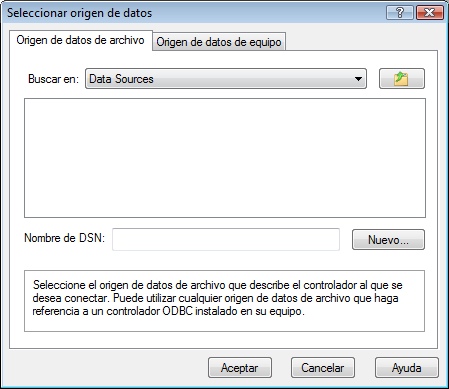 Seleccionar origen de datos
Origen de datos de archivo
Origen de datos de equipo
Buscar en:
Data Sources
Nombre de DSN:
Nuevo...
Seleccione el origen de datos de archivo que describe el controlador al que se
desea conectar. Puede utilizar cualquier origen de datos de archivo que haga
referencia a un controlador ODBC instalado en su equipo.
Aceptar
Cancelar
Ayuda